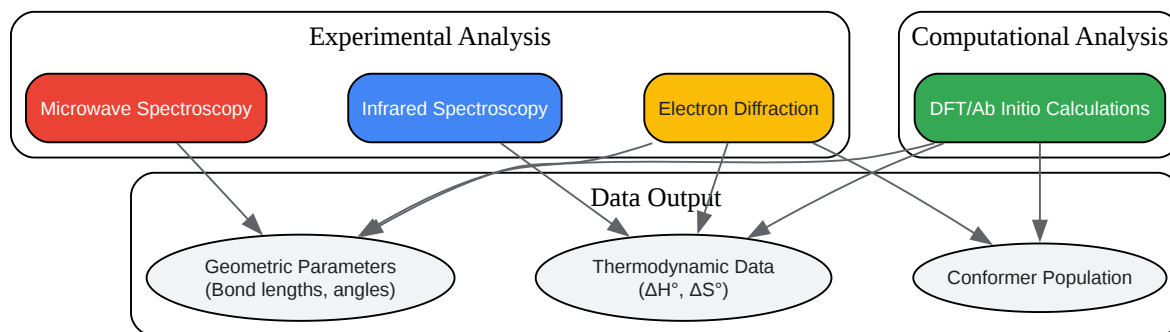 Experimental Analysis
Computational Analysis
Microwave Spectroscopy
Infrared Spectroscopy
Electron Diffraction
DFT/Ab Initio Calculations
Data Output
Geometric Parameters
(Bond lengths, angles)
Thermodynamic Data
(ΔH°, ΔS°)
Conformer Population